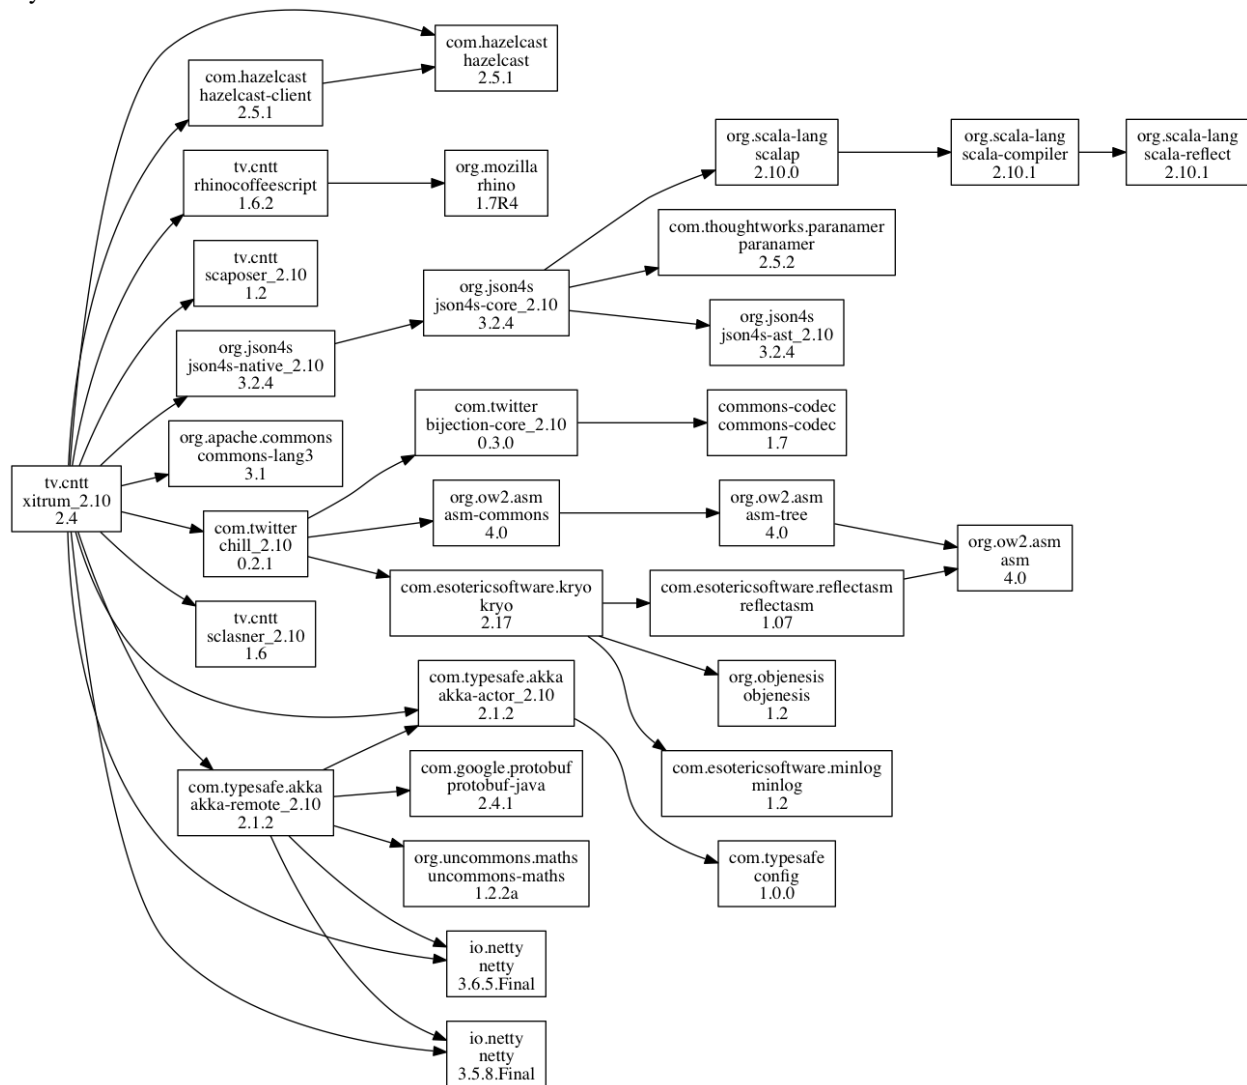 com.hazelcast
hazelcast
2.5.1
com.hazelcast
hazelcast-client
2.5.1
tv.cntt
rhinocoffeescript
1.6.2
org.mozilla
rhino
1.7R4
org.scala-lang
scalap
2.10.0
org.scala-lang
scala-compiler
2.10.1
org.scala-lang
scala-reflect
2.10.1
com.thoughtworks.paranamer
paranamer
2.5.2
tv.cntt
scaposer_2.10
1.2
org.json4s
json4s-core_2.10
3.2.4
org.json4s
json4s-ast_2.10
3.2.4
org.json4s
json4s-native_2.10
3.2.4
com.twitter
bijection-core_2.10
0.3.0
commons-codec
commons-codec
1.7
org.apache.commons
commons-lang3
3.1
tv.cntt
xitrum_2.10
2.4
com.twitter
chill_2.10
0.2.1
org.ow2.asm
asm-commons
4.0
org.ow2.asm
asm-tree
4.0
org.ow2.asm
asm
4.0
com.esotericsoftware.kryo
kryo
2.17
com.esotericsoftware.reflectasm
reflectasm
1.07
tv.cntt
sclasner_2.10
1.6
com.typesafe.akka
akka-actor_2.10
2.1.2
org.objenesis
objenesis
1.2
com.esotericsoftware.minlog
minlog
1.2
com.typesafe.akka
akka-remote_2.10
2.1.2
com.google.protobuf
protobuf-java
2.4.1
org.uncommons.maths
uncommons-maths
1.2.2a
com.typesafe
config
1.0.0
io.netty
netty
3.6.5.Final
io.netty
netty
3.5.8.Final